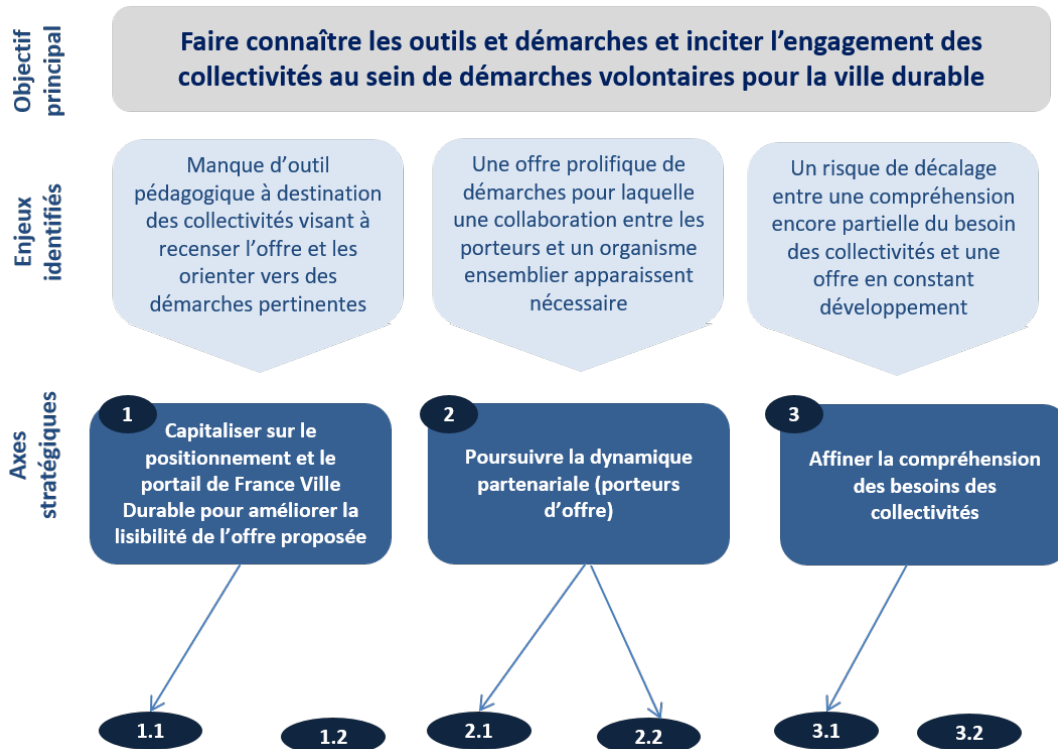 Objectif
principal
Faire connaître les outils et démarches et inciter l’engagement des
collectivités au sein de démarches volontaires pour la ville durable
Enjeux
identifiés
Manque d’outil
pédagogique à destination
des collectivités visant à
recenser l’offre et les
orienter vers des
démarches pertinentes
Une offre prolifique de
démarches pour laquelle
une collaboration entre les
porteurs et un organisme
ensemblier apparaissent
nécessaire
Un risque de décalage
entre une compréhension
encore partielle du besoin
des collectivités et une
offre en constant
développement
Axes
stratégiques
1
Capitaliser sur le
positionnement et le
portail de France Ville
Durable pour améliorer la
lisibilité de l’offre proposée
2
Poursuivre la dynamique
partenariale (porteurs
d’offre)
3
Affiner la compréhension
des besoins des
collectivités
1.1
1.2
2.1
2.2
3.1
3.2